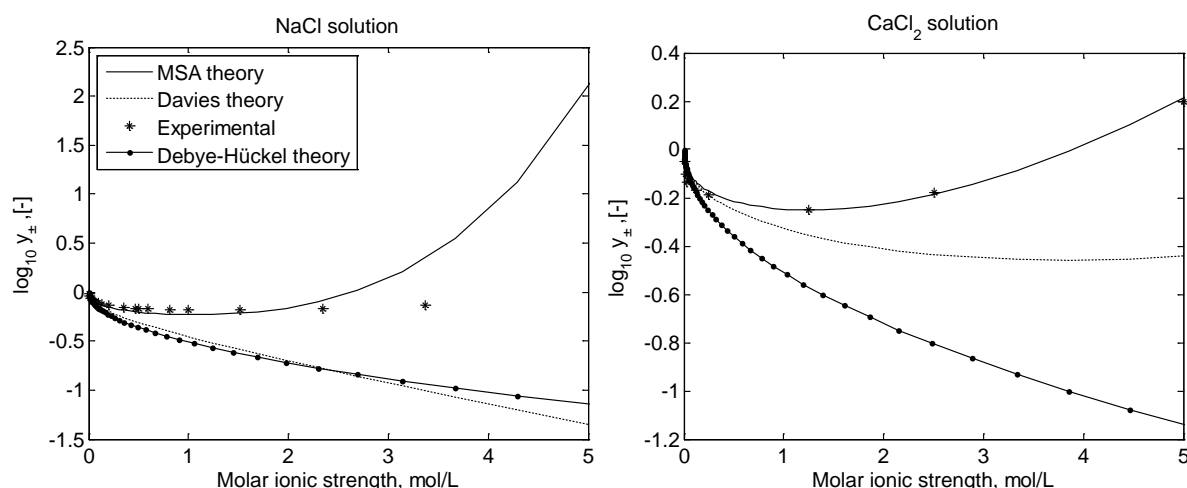 NaCl solution
2.5
2
1.5
1
0.5
0
-0.5
-1
-1.5
log₁₀ y±,[-]
MSA theory
Davies theory
Experimental
Debye-Hückel theory
0 1 2 3 4 5
Molar ionic strength, mol/L
CaCl₂ solution
0.4
0.2
0
-0.2
-0.4
-0.6
-0.8
-1
-1.2
log₁₀ y±,[-]
0 1 2 3 4 5
Molar ionic strength, mol/L